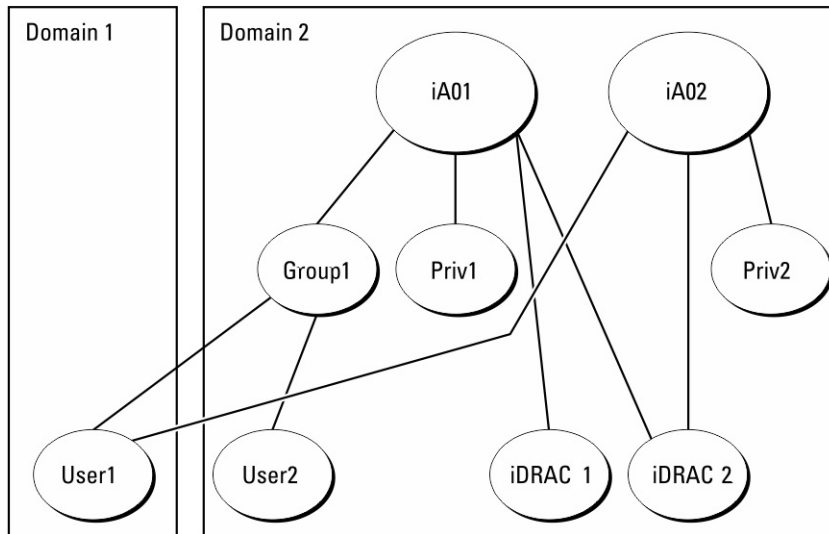 Domain 1
Domain 2
iA01
iA02
Group1
Priv1
Priv2
User1
User2
iDRAC 1
iDRAC 2